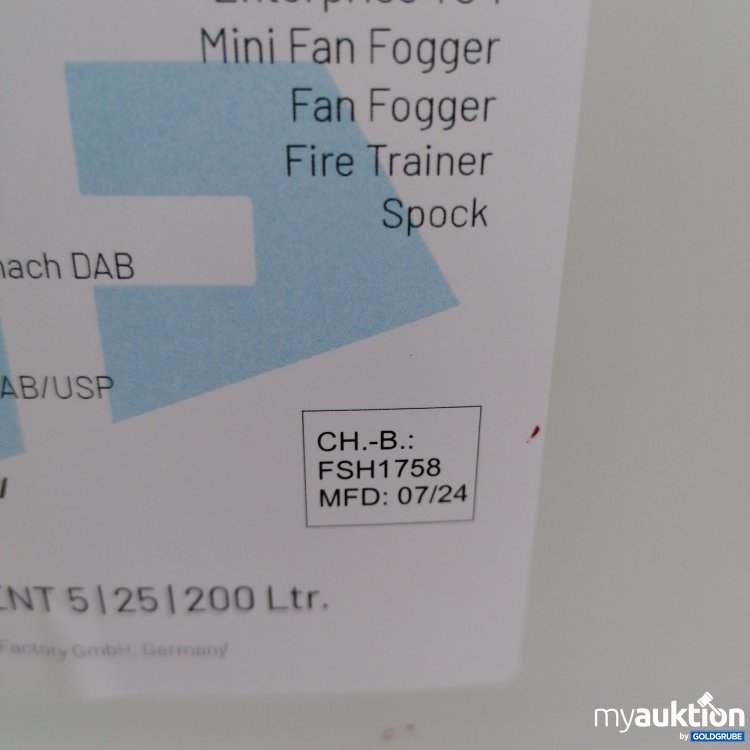 Mini Fan Fogger
Fan Fogger
Fire Trainer
Spock
nach DAB
AB/USP
CH.-B.:
FSH1758
MFD: 07/24
ENT 5|25|200 Ltr.
Factory GmbH, Germany
myauktion
by GOLDGRUBE